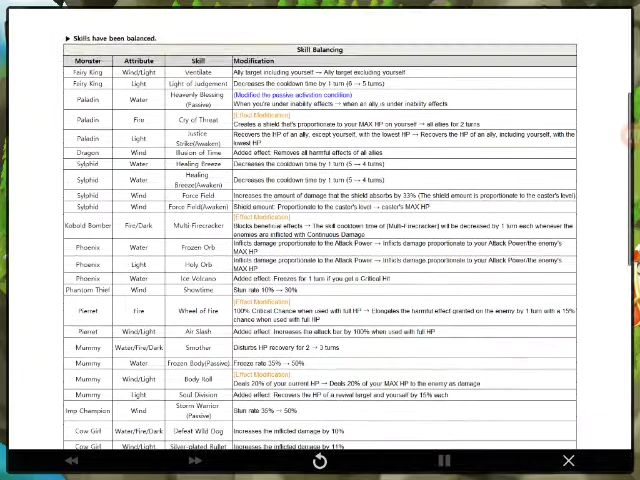 ► Skills have been balanced.
Skill Balancing
Monster Attribute Skill Modification
Fairy King Wind/Light Ventilate Ally target including yourself → Ally target excluding yourself
Fairy King Light Light of Judgement Decreases the cooldown time by 1 turn (6 → 5 turns)
Paladin Water Heavenly Blessing (Passive) (Modified the passive activation condition)
When you're under inability effects → when an ally is under inability effects
Paladin Fire Cry of Threat [Effect Modification]
Creates a shield that's proportionate to your MAX HP on yourself → all allies for 2 turns
Paladin Light Justice Strike(Awaken) Recovers the HP of an ally, except yourself, with the lowest HP → Recovers the HP of an ally, including yourself, with the
lowest HP
Dragon Wind Illusion of Time Added effect: Removes all harmful effects of all allies
Sylphid Water Healing Breeze Decreases the cooldown time by 1 turn (5 → 4 turns)
Sylphid Water Healing Breeze(Awaken) Decreases the cooldown time by 1 turn (5 → 4 turns)
Sylphid Wind Force Field Increases the amount of damage that the shield absorbs by 33% (The shield amount is proportionate to the caster's level)
Sylphid Wind Force Field(Awaken) Shield amount: Proportionate to the caster's level → caster's MAX HP
Kobold Bomber Fire/Dark Multi-Firecracker [Effect Modification]
Blocks beneficial effects → The skill cooldown time of [Multi-Firecracker] will be decreased by 1 turn each whenever the
enemies are inflicted with Continuous Damage
Phoenix Water Frozen Orb Inflicts damage proportionate to the Attack Power → Inflicts damage proportionate to your Attack Power/the enemy's
MAX HP
Phoenix Light Holy Orb Inflicts damage proportionate to the Attack Power → Inflicts damage proportionate to your Attack Power/the enemy's
MAX HP
Phoenix Water Ice Volcano Added effect: Freezes for 1 turn if you get a Critical Hit
Phantom Thief Wind Showtime Stun rate 10% → 30%
Pierret Fire Wheel of Fire [Effect Modification]
100% Critical Chance when used with full HP → Elongates the harmful effect granted on the enemy by 1 turn with a 15%
chance when used with full HP
Pierret Wind/Light Air Slash Added effect: Increases the attack bar by 100% when used with full HP
Mummy Water/Fire/Dark Smother Disturbs HP recovery for 2 → 3 turns
Mummy Water Frozen Body(Passive) Freeze rate 35% → 50%
Mummy Wind/Light Body Roll [Effect Modification]
Deals 20% of your current HP → Deals 20% of your MAX HP to the enemy as damage
Mummy Light Soul Division Added effect: Recovers the HP of a revival target and yourself by 15% each
Imp Champion Wind Storm Warrior (Passive) Stun rate 35% → 50%
Cow Girl Water/Fire/Dark Defeat Wild Dog Increases the inflicted damage by 10%
Cow Girl Wind/Light Silver-plated Bullet Increases the inflicted damage by 11%